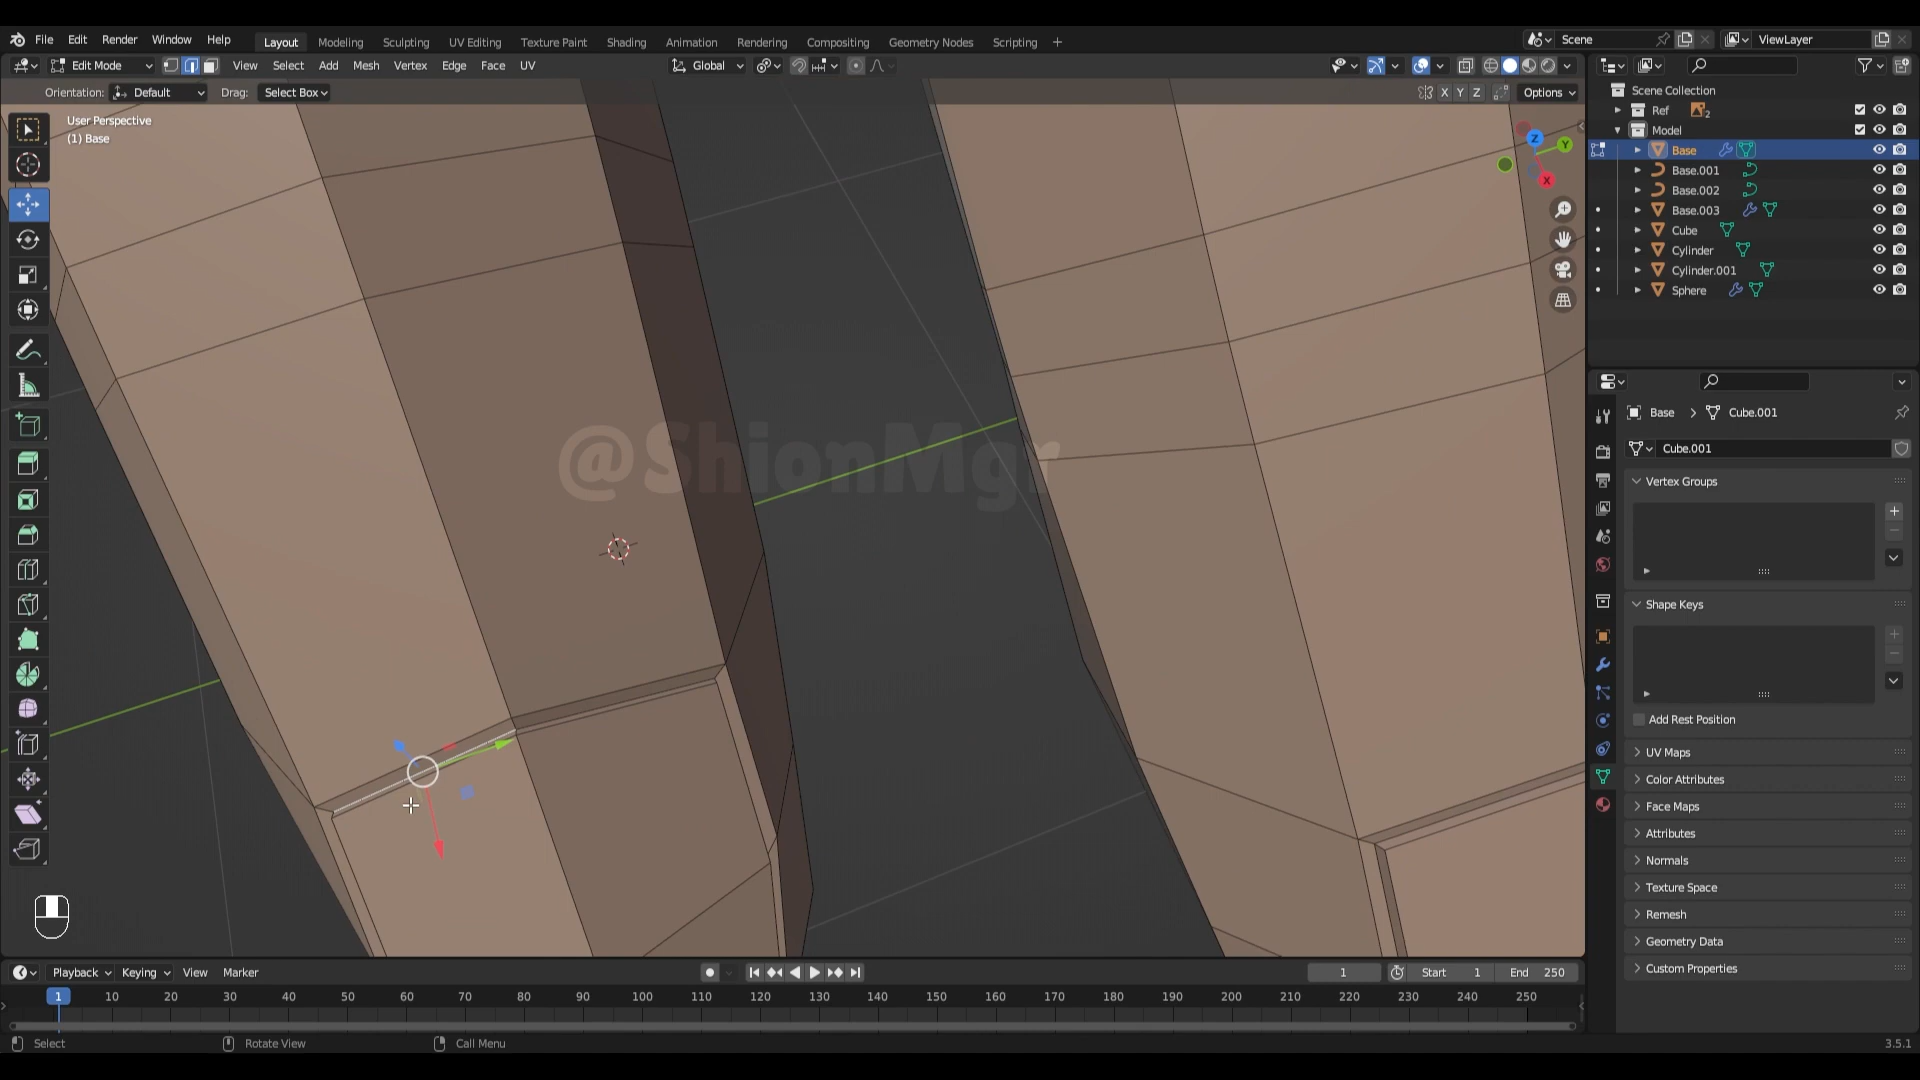 File Edit Render Window Help Layout Modeling Sculpting UV Editing Texture Paint Shading Animation Rendering Compositing Geometry Nodes Scripting + Scene ViewLayer
Edit Mode View Select Add Mesh Vertex Edge Face UV Global
Orientation: Default Drag: Select Box X Y Z Options
User Perspective
(1) Base
@ShionMgr
Z
Y
X
Scene Collection
Ref 2
Model
Base
Base.001
Base.002
Base.003
Cube
Cylinder
Cylinder.001
Sphere
Base > Cube.001
Cube.001
Vertex Groups
Shape Keys
Add Rest Position
UV Maps
Color Attributes
Face Maps
Attributes
Normals
Texture Space
Remesh
Geometry Data
Custom Properties
Playback Keying View Marker 1 Start 1 End 250
1 10 20 30 40 50 60 70 80 90 100 110 120 130 140 150 160 170 180 190 200 210 220 230 240 250
Select Rotate View Call Menu 3.5.1